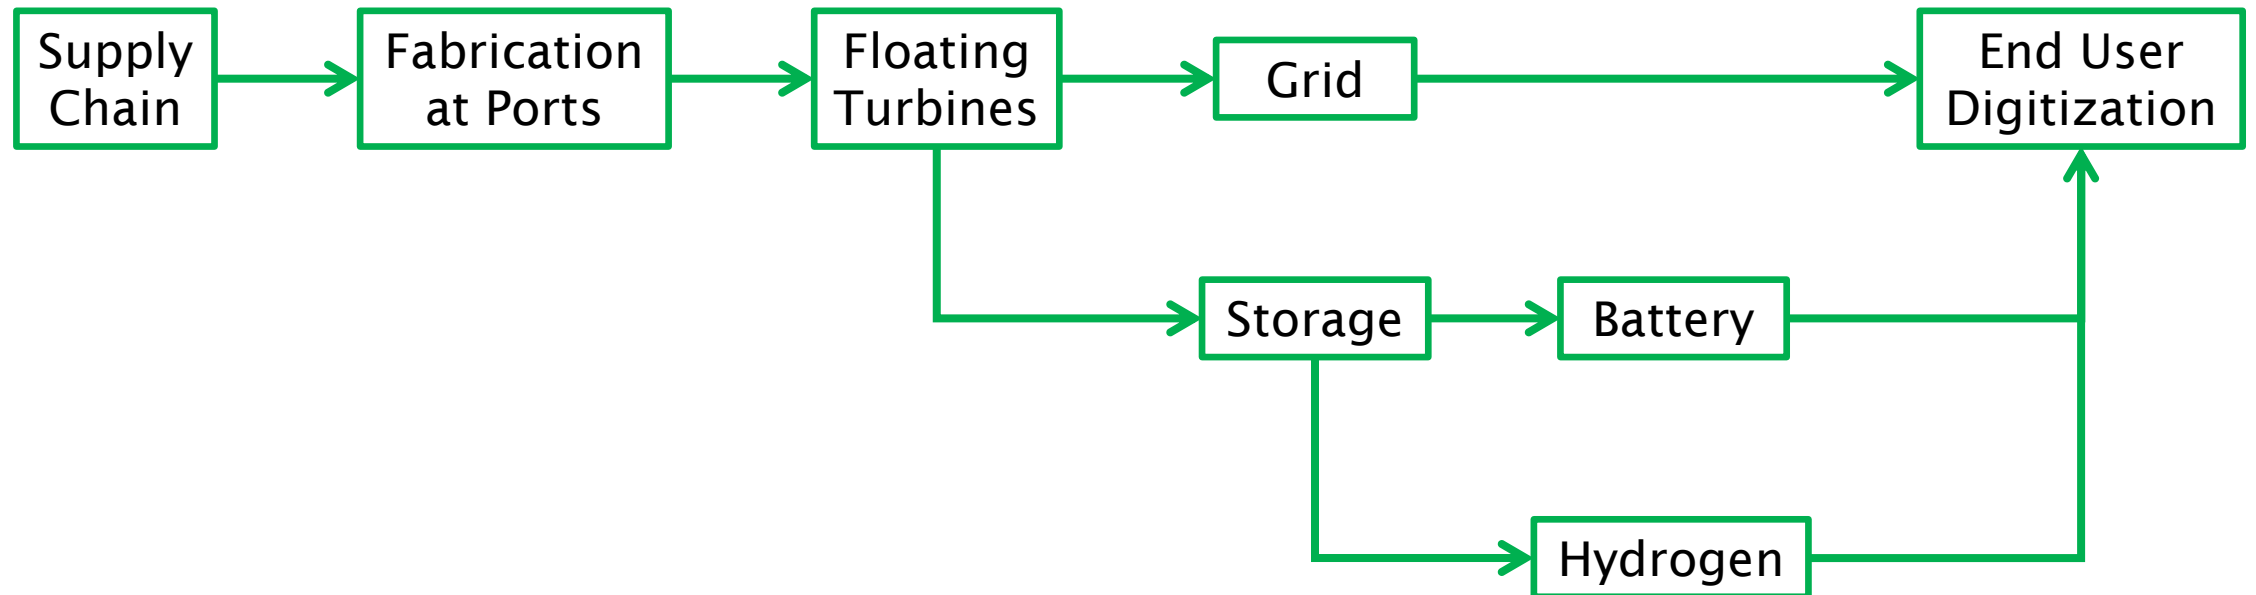 Supply
Chain
Fabrication
at Ports
Floating
Turbines
Grid
End User
Digitization
Storage
Battery
Hydrogen